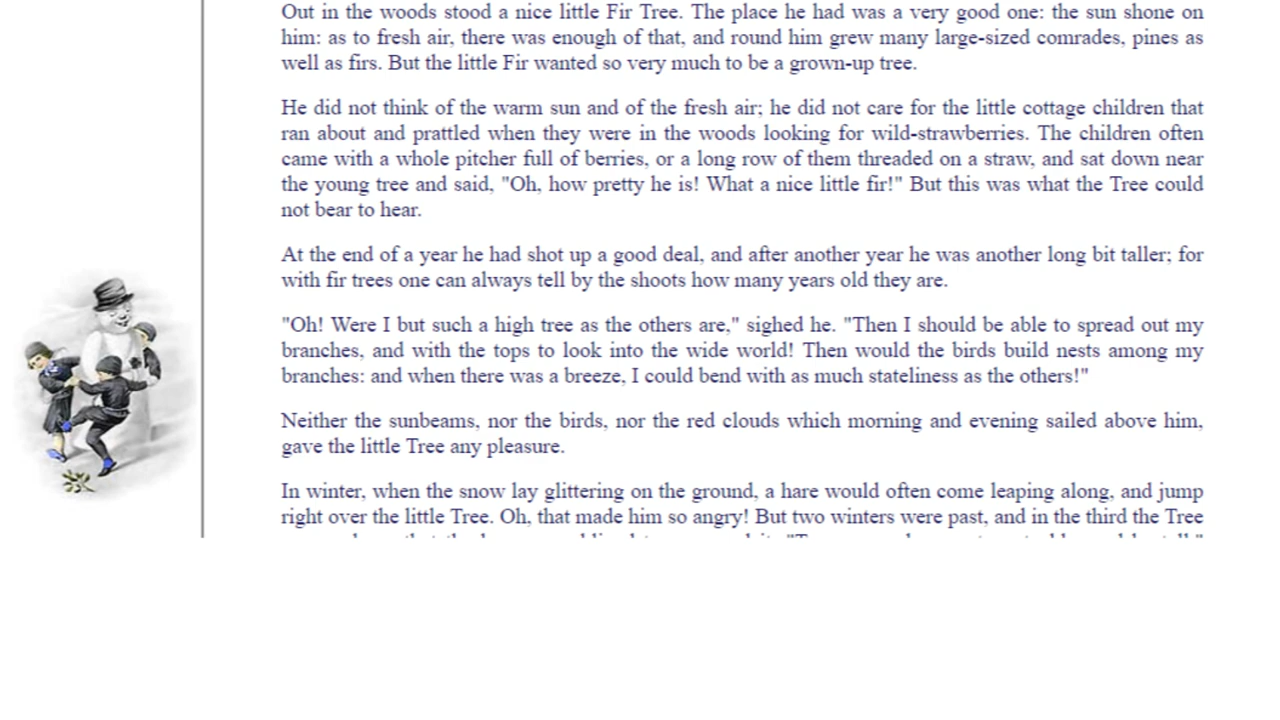 Out in the woods stood a nice little Fir Tree. The place he had was a very good one: the sun shone on
him: as to fresh air, there was enough of that, and round him grew many large-sized comrades, pines as
well as firs. But the little Fir wanted so very much to be a grown-up tree.
He did not think of the warm sun and of the fresh air; he did not care for the little cottage children that
ran about and prattled when they were in the woods looking for wild-strawberries. The children often
came with a whole pitcher full of berries, or a long row of them threaded on a straw, and sat down near
the young tree and said, "Oh, how pretty he is! What a nice little fir!" But this was what the Tree could
not bear to hear.
At the end of a year he had shot up a good deal, and after another year he was another long bit taller; for
with fir trees one can always tell by the shoots how many years old they are.
"Oh! Were I but such a high tree as the others are," sighed he. "Then I should be able to spread out my
branches, and with the tops to look into the wide world! Then would the birds build nests among my
branches: and when there was a breeze, I could bend with as much stateliness as the others!"
Neither the sunbeams, nor the birds, nor the red clouds which morning and evening sailed above him,
gave the little Tree any pleasure.
In winter, when the snow lay glittering on the ground, a hare would often come leaping along, and jump
right over the little Tree. Oh, that made him so angry! But two winters were past, and in the third the Tree